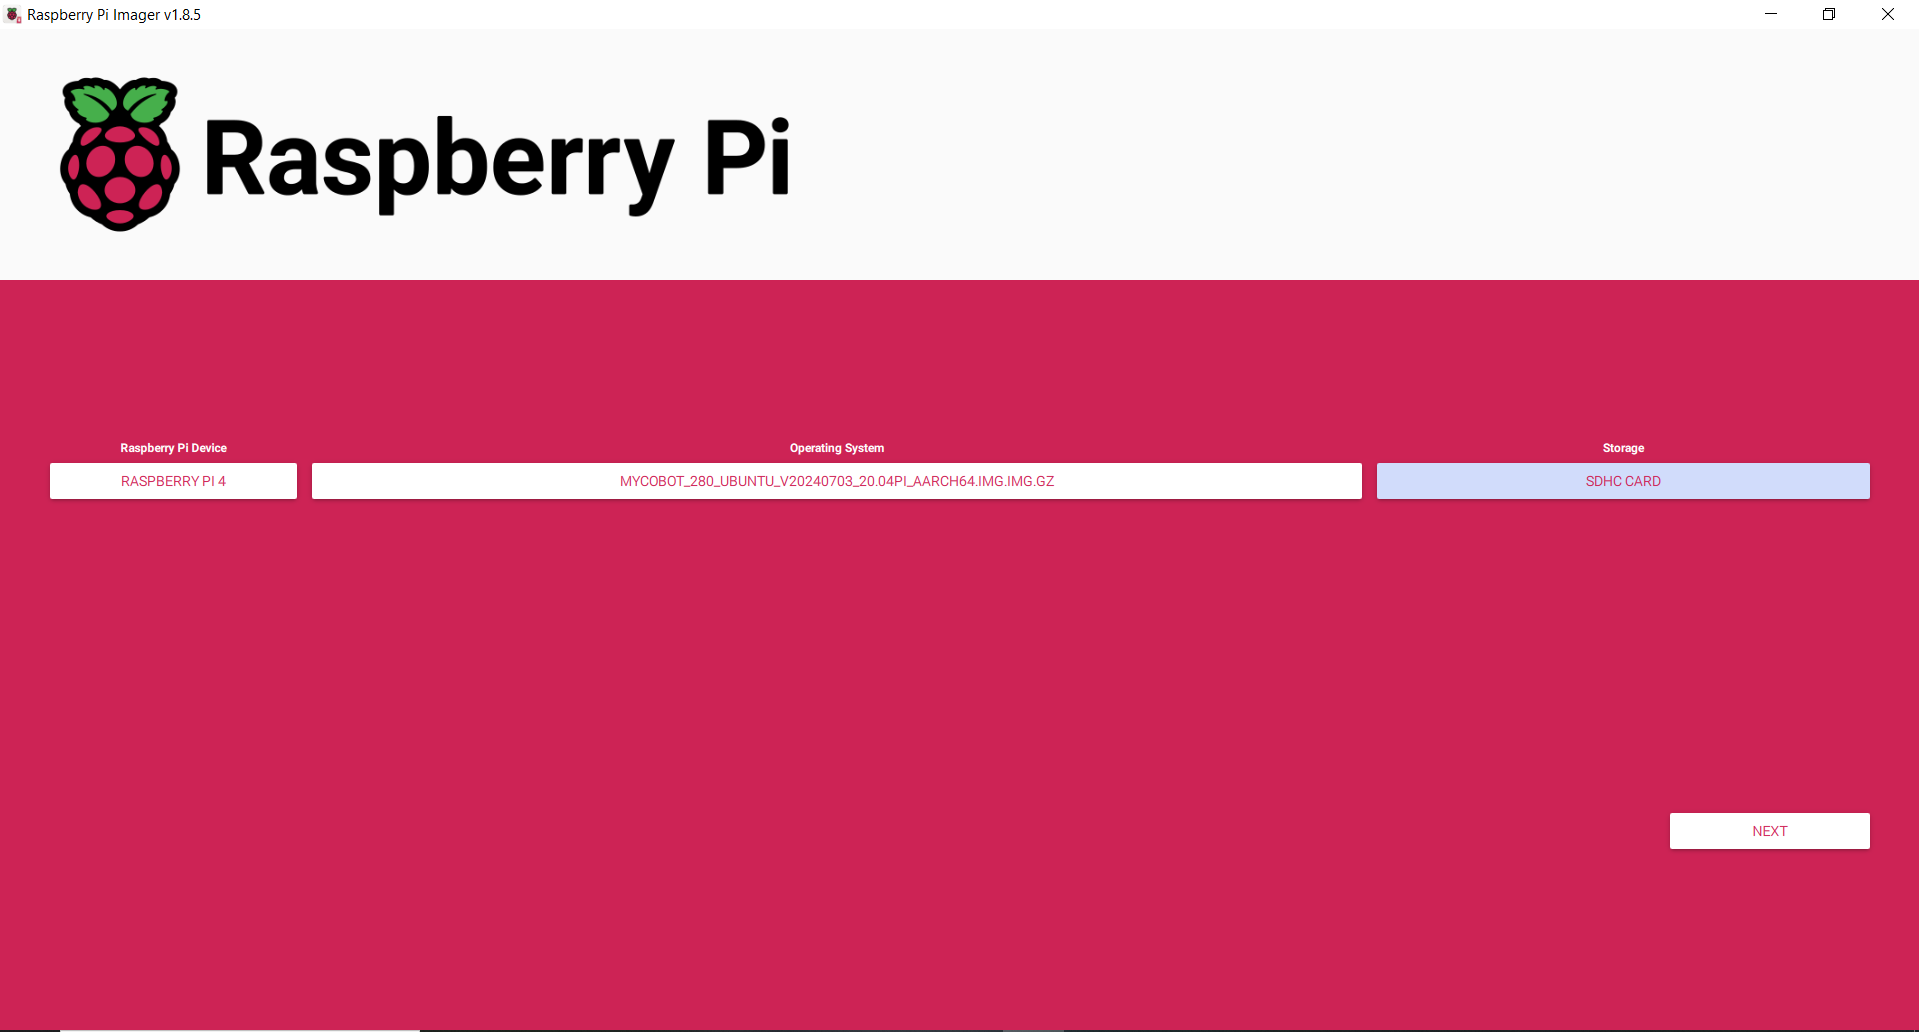 Raspberry Pi Imager v1.8.5
Raspberry Pi
Raspberry Pi Device
Operating System
Storage
RASPBERRY PI 4
MYCOBOT_280_UBUNTU_V20240703_20.04PI_AARCH64.IMG.IMG.GZ
SDHC CARD
NEXT